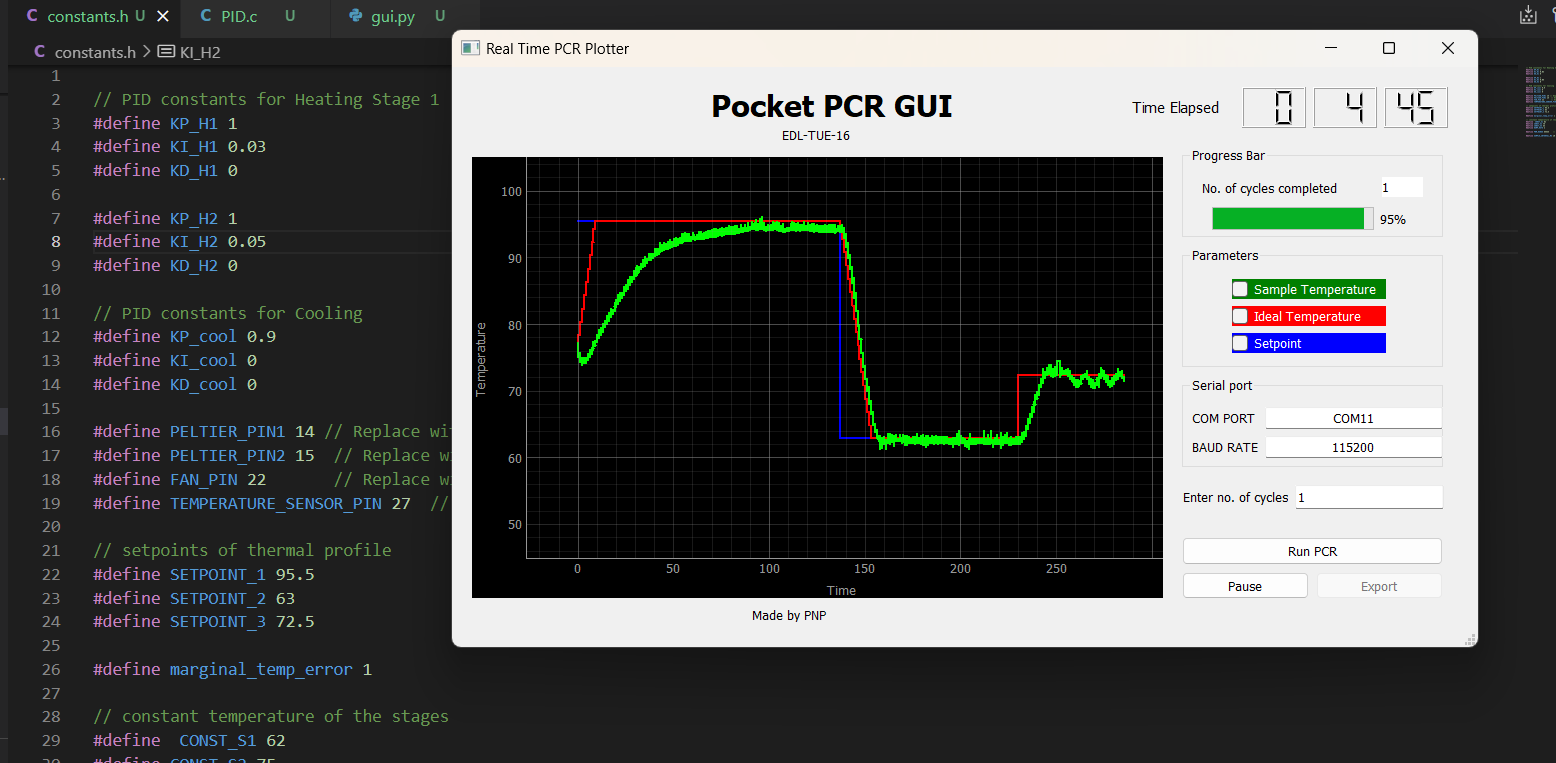 constants.h U
PID.c U
gui.py U
constants.h > KI_H2
1
2 // PID constants for Heating Stage 1
3 #define KP_H1 1
4 #define KI_H1 0.03
5 #define KD_H1 0
6
7 #define KP_H2 1
8 #define KI_H2 0.05
9 #define KD_H2 0
10
11 // PID constants for Cooling
12 #define KP_cool 0.9
13 #define KI_cool 0
14 #define KD_cool 0
15
16 #define PELTIER_PIN1 14 // Replace wi
17 #define PELTIER_PIN2 15 // Replace w
18 #define FAN_PIN 22 // Replace w
19 #define TEMPERATURE_SENSOR_PIN 27 //
20
21 // setpoints of thermal profile
22 #define SETPOINT_1 95.5
23 #define SETPOINT_2 63
24 #define SETPOINT_3 72.5
25
26 #define marginal_temp_error 1
27
28 // constant temperature of the stages
29 #define CONST_S1 62
Real Time PCR Plotter
Pocket PCR GUI
EDL-TUE-16
Time Elapsed 0 4 45
100
90
80
70
60
50
Temperature
0 50 100 150 200 250
Time
Made by PNP
Progress Bar
No. of cycles completed 1
95%
Parameters
Sample Temperature
Ideal Temperature
Setpoint
Serial port
COM PORT COM11
BAUD RATE 115200
Enter no. of cycles 1
Run PCR
Pause
Export